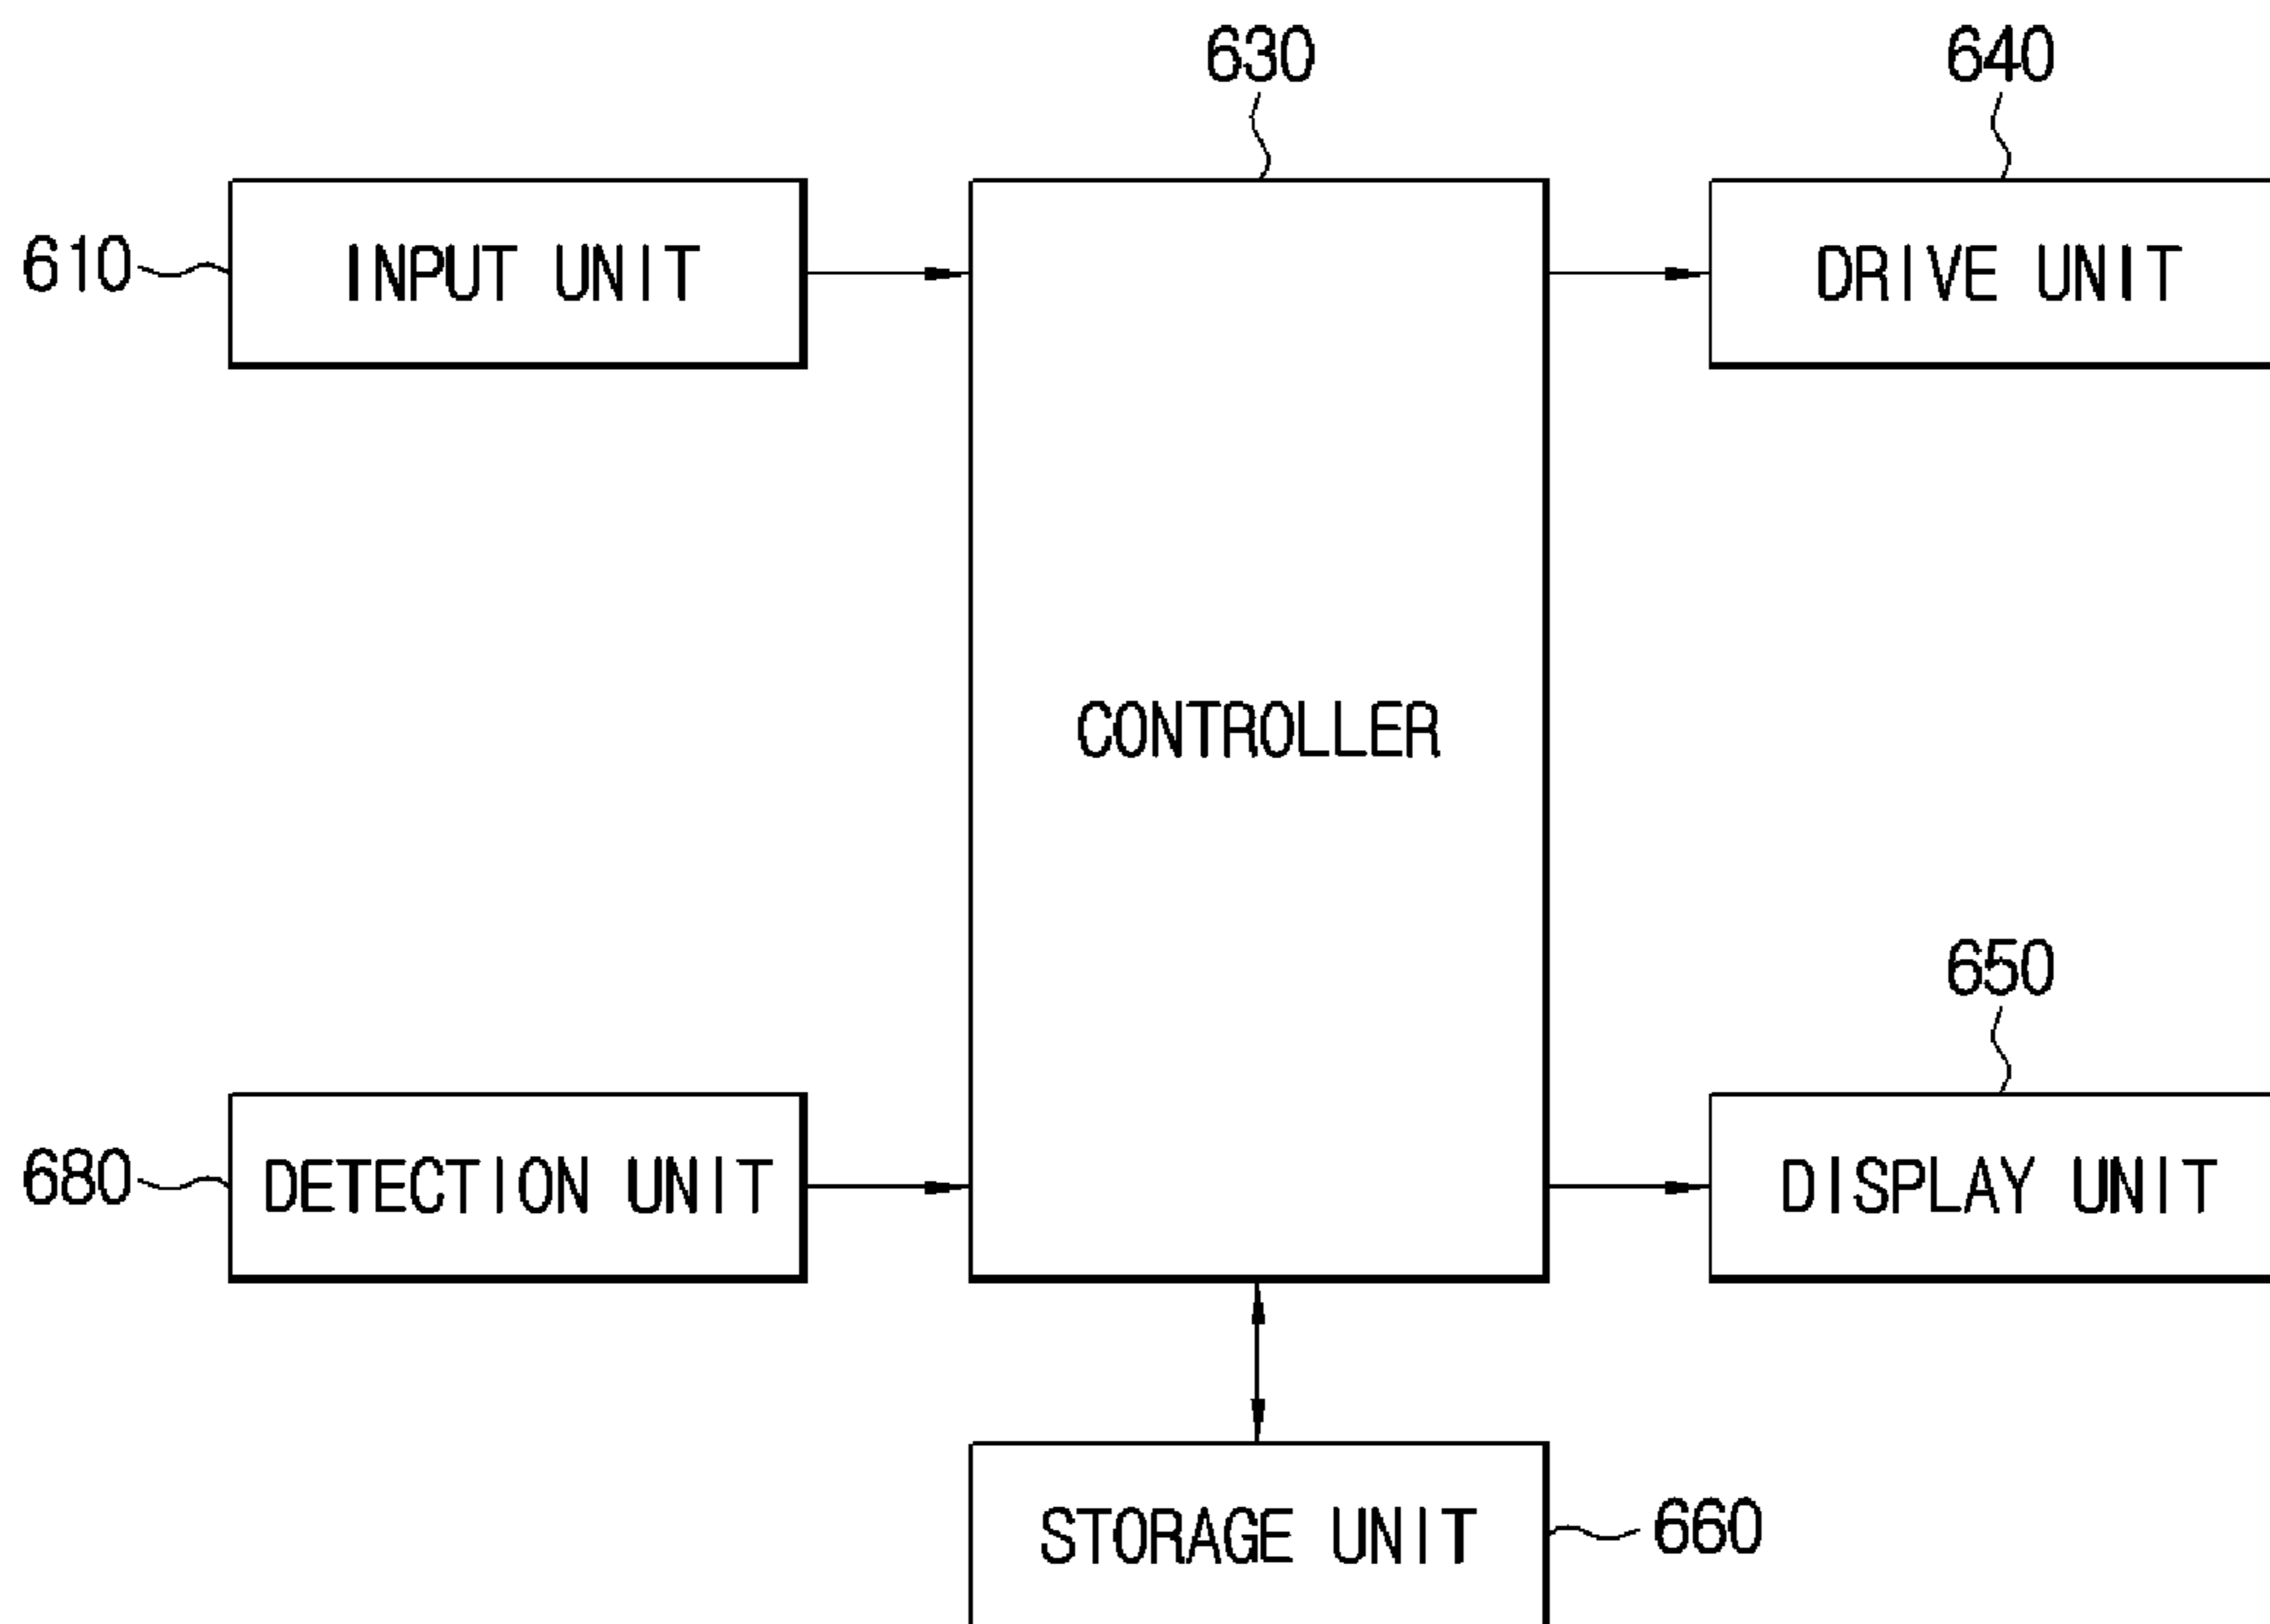 630
640
610
INPUT UNIT
DRIVE UNIT
CONTROLLER
650
680
DETECTION UNIT
DISPLAY UNIT
STORAGE UNIT
660